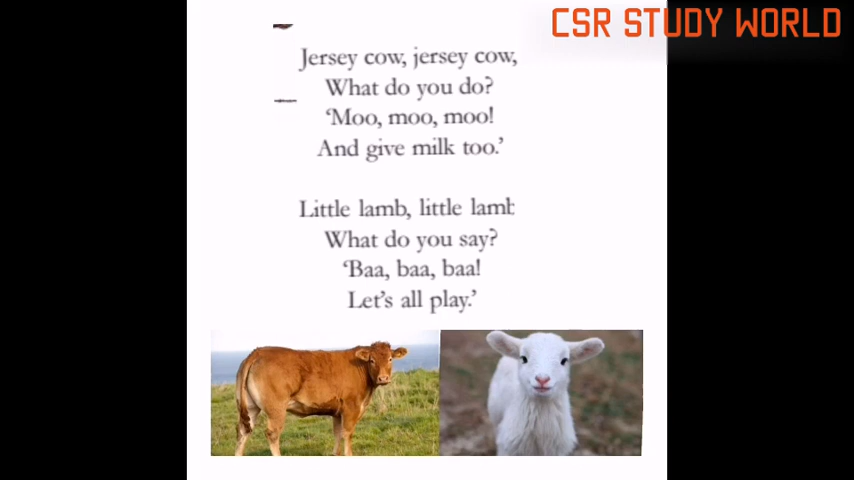 CSR STUDY WORLD
Jersey cow, jersey cow,
What do you do?
‘Moo, moo, moo!
And give milk too.’
Little lamb, little lamb
What do you say?
‘Baa, baa, baa!
Let's all play.’